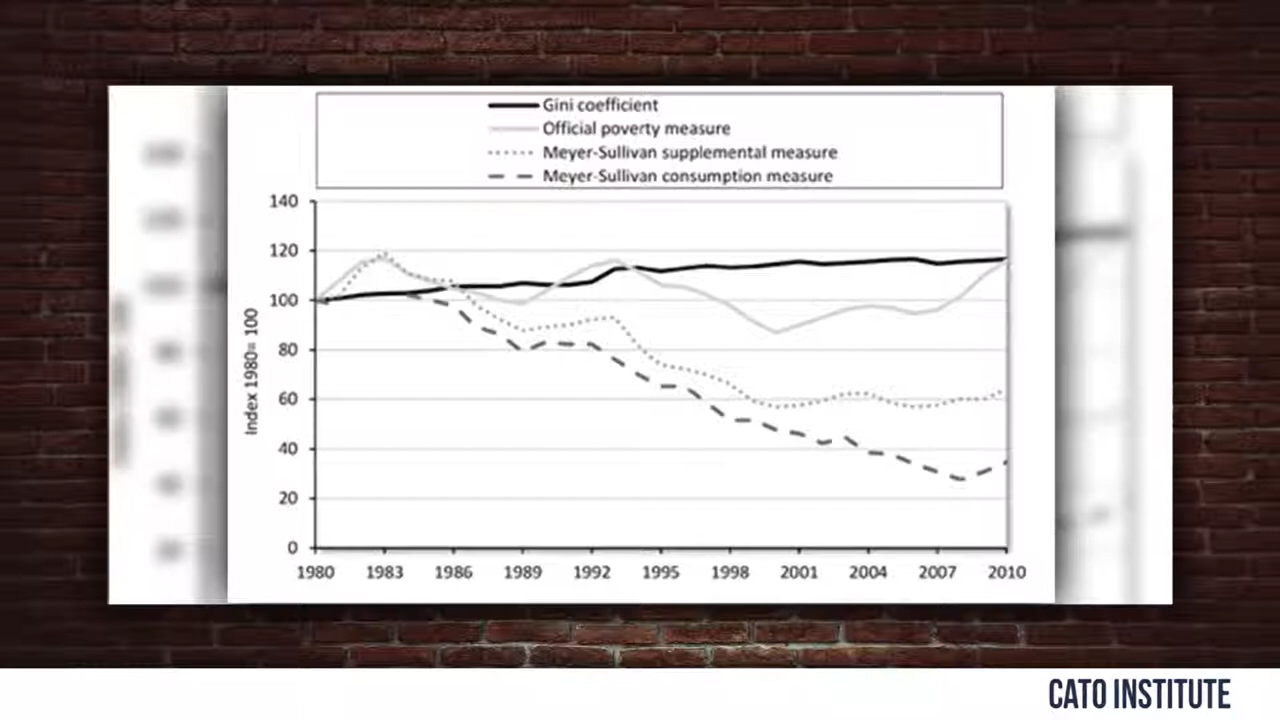 Gini coefficient
Official poverty measure
Meyer-Sullivan supplemental measure
Meyer-Sullivan consumption measure
140
120
100
80
60
40
20
0
Index 1980= 100
1980 1983 1986 1989 1992 1995 1998 2001 2004 2007 2010
CATO INSTITUTE